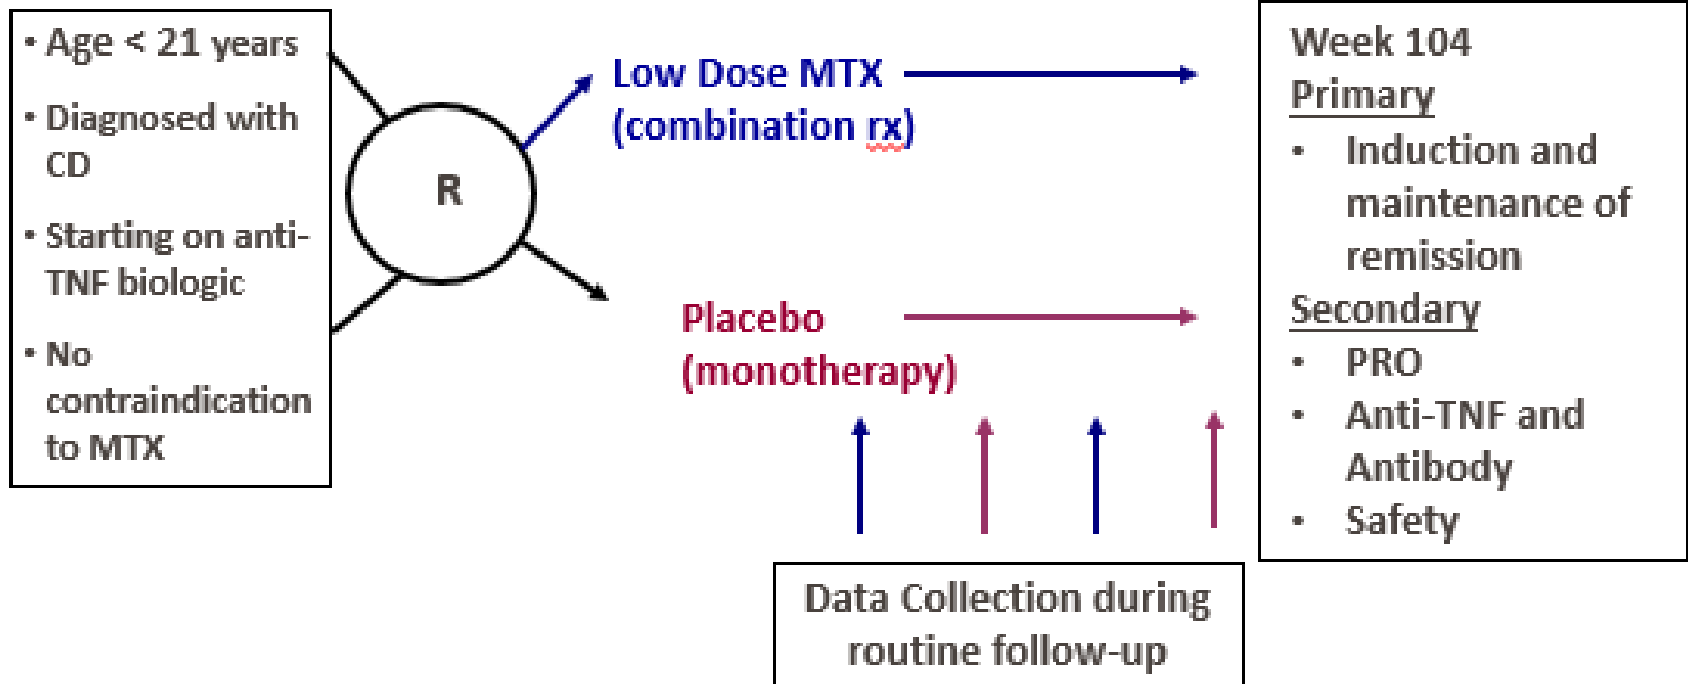 • Age < 21 years
• Diagnosed with
CD
• Starting on anti-
TNF biologic
• No
contraindication
to MTX
R
Low Dose MTX
(combination rx)
Placebo
(monotherapy)
Data Collection during
routine follow-up
Week 104
Primary
• Induction and
maintenance of
remission
Secondary
• PRO
• Anti-TNF and
Antibody
• Safety